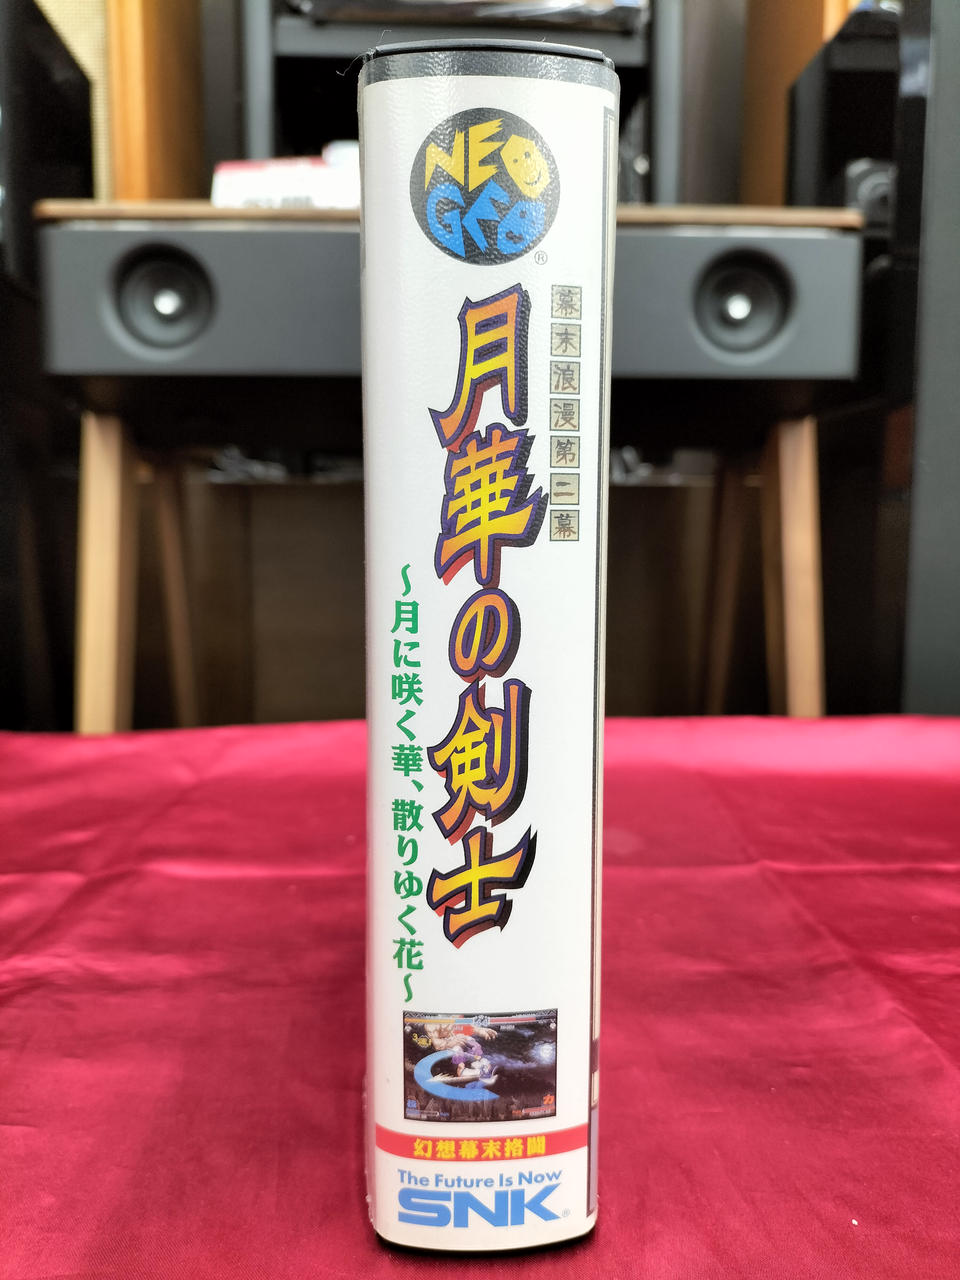 NEO
GEO
®
幕末浪漫第二幕
月華の剣士
～月に咲く華、散りゆく花～
幻想幕末格闘
The Future Is Now
SNK®